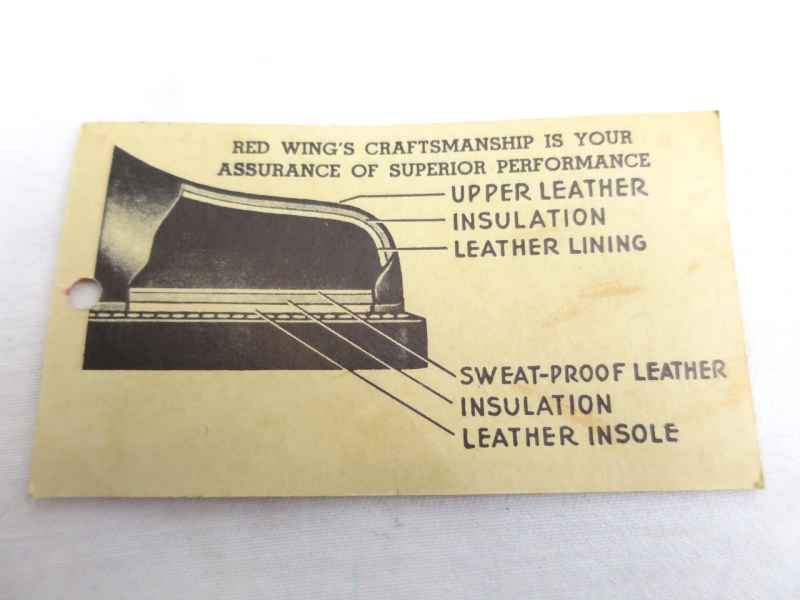 RED WING'S CRAFTSMANSHIP IS YOUR
ASSURANCE OF SUPERIOR PERFORMANCE
UPPER LEATHER
INSULATION
LEATHER LINING
SWEAT-PROOF LEATHER
INSULATION
LEATHER INSOLE